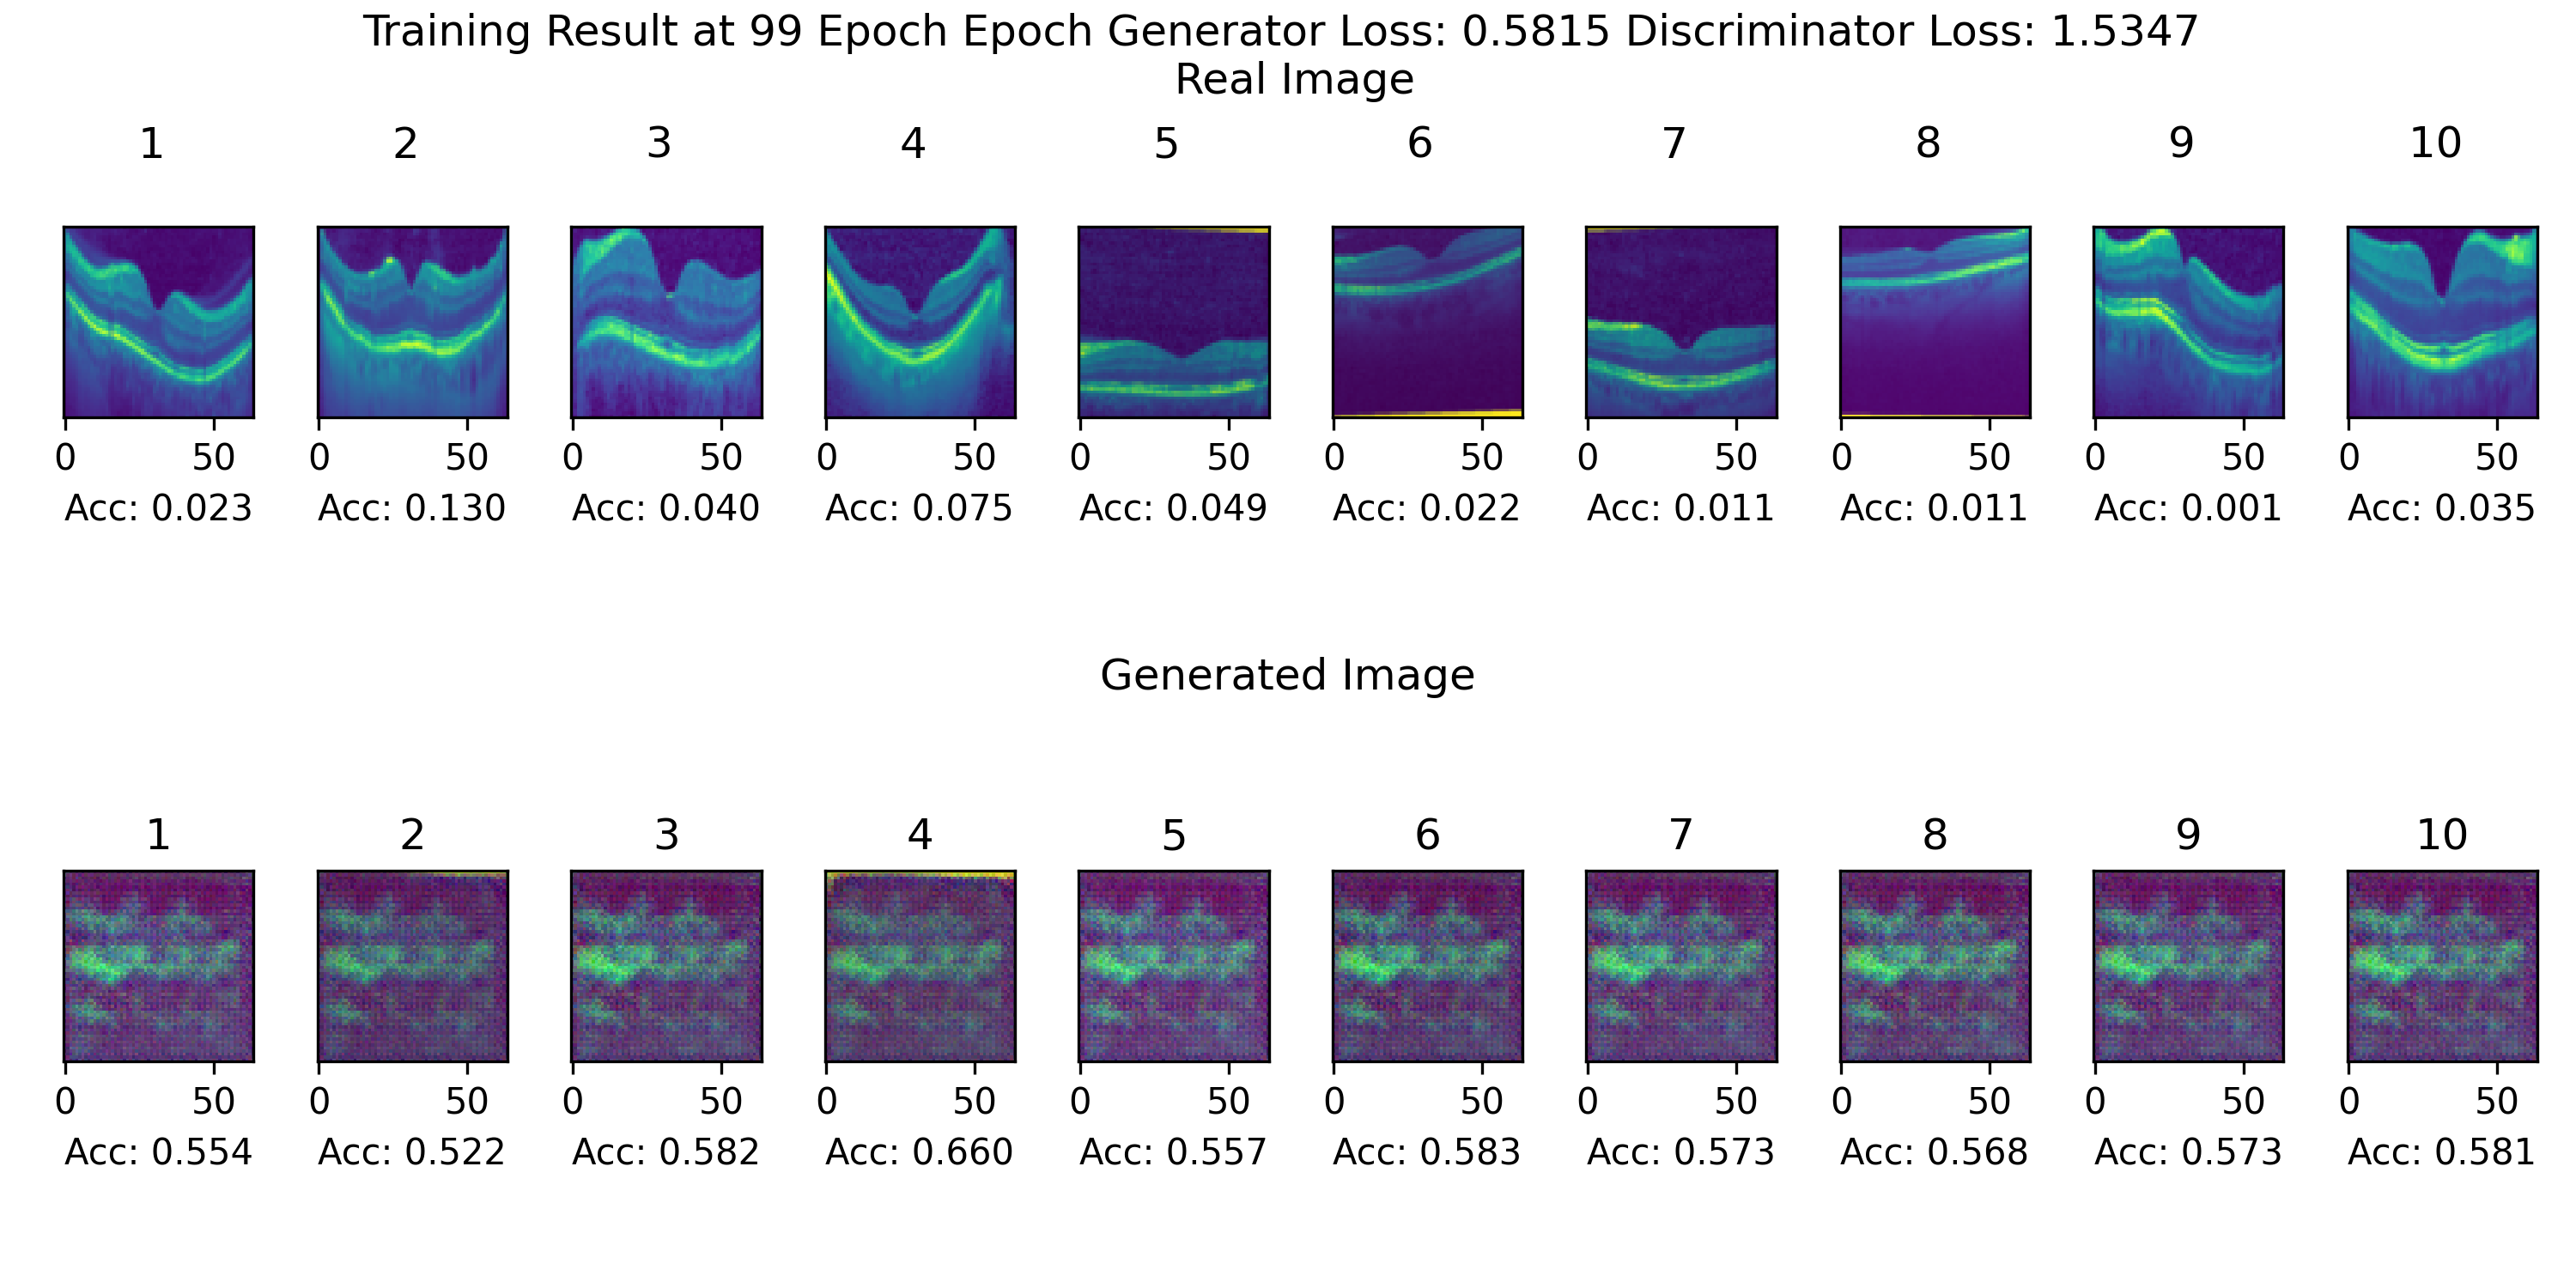 Training Result at 99 Epoch Epoch Generator Loss: 0.5815 Discriminator Loss: 1.5347
Real Image
1 2 3 4 5 6 7 8 9 10
0 50 0 50 0 50 0 50 0 50 0 50 0 50 0 50 0 50 0 50
Acc: 0.023 Acc: 0.130 Acc: 0.040 Acc: 0.075 Acc: 0.049 Acc: 0.022 Acc: 0.011 Acc: 0.011 Acc: 0.001 Acc: 0.035
Generated Image
1 2 3 4 5 6 7 8 9 10
0 50 0 50 0 50 0 50 0 50 0 50 0 50 0 50 0 50 0 50
Acc: 0.554 Acc: 0.522 Acc: 0.582 Acc: 0.660 Acc: 0.557 Acc: 0.583 Acc: 0.573 Acc: 0.568 Acc: 0.573 Acc: 0.581